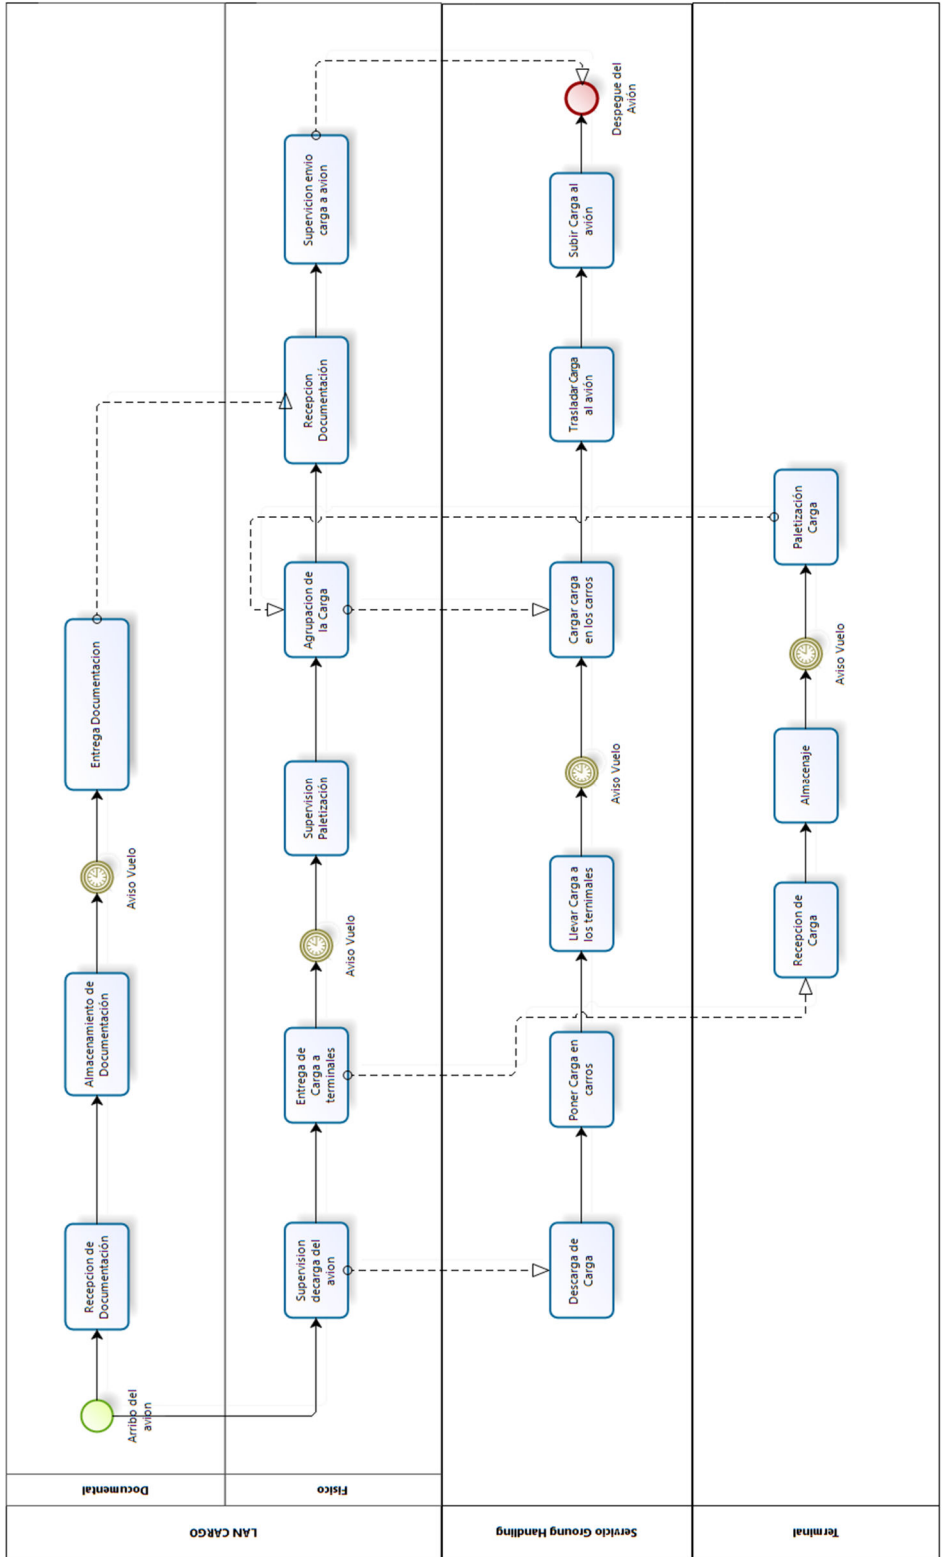 LAN CARGO
Documental
Arribo del
avion
Recepcion de
Documentación
Almacenamiento de
Documentación
Aviso Vuelo
Entrega Documentacion
Fisico
Supervision
decarga del
avion
Entrega de
Carga a
terminales
Aviso Vuelo
Supervision
Paletización
Agrupacion de
la Carga
Recepcion
Documentación
Supervicion envio
carga a avion
Servicio Groung Handling
Descarga de
Carga
Poner Carga en
carros
Llevar Carga a
los ternimales
Aviso Vuelo
Cargar carga
en los carros
Trasladar Carga
al avión
Subir Carga al
avión
Despegue del
Avión
Terminal
Recepcion de
Carga
Almacenaje
Aviso Vuelo
Paletización
Carga